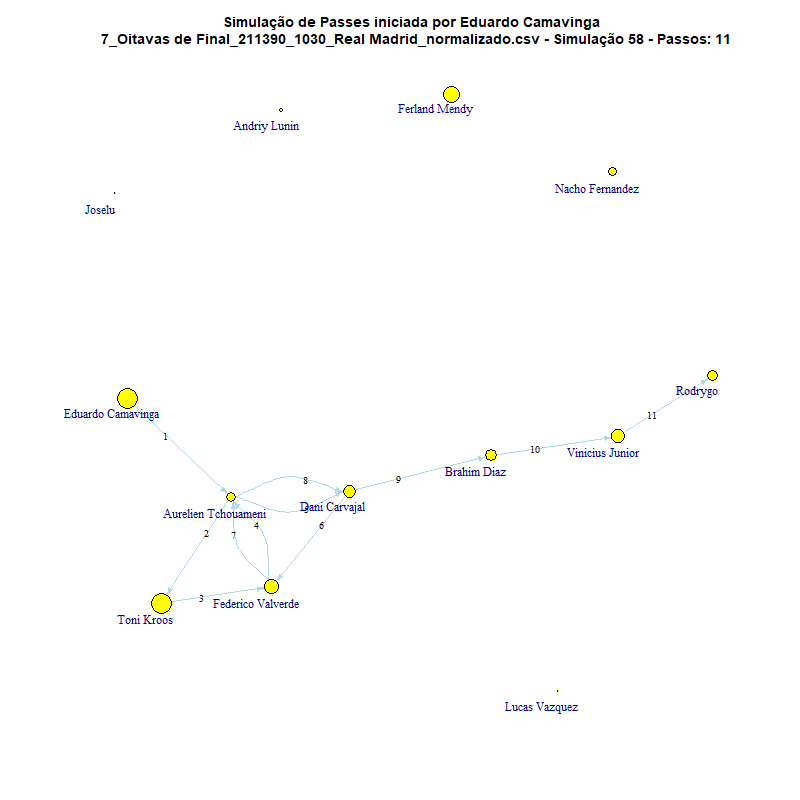 Simulação de Passes iniciada por Eduardo Camavinga
7_Oitavas de Final_211390_1030_Real Madrid_normalizado.csv - Simulação 58 - Passos: 11
Ferland Mendy
Andriy Lunin
Nacho Fernandez
Joselu
Rodrygo
Eduardo Camavinga
11
1
10
Vinicius Junior
Brahim Diaz
9
8
Dani Carvajal
Aurelien Tchouameni
6
4
2
7
3
Federico Valverde
Toni Kroos
Lucas Vazquez